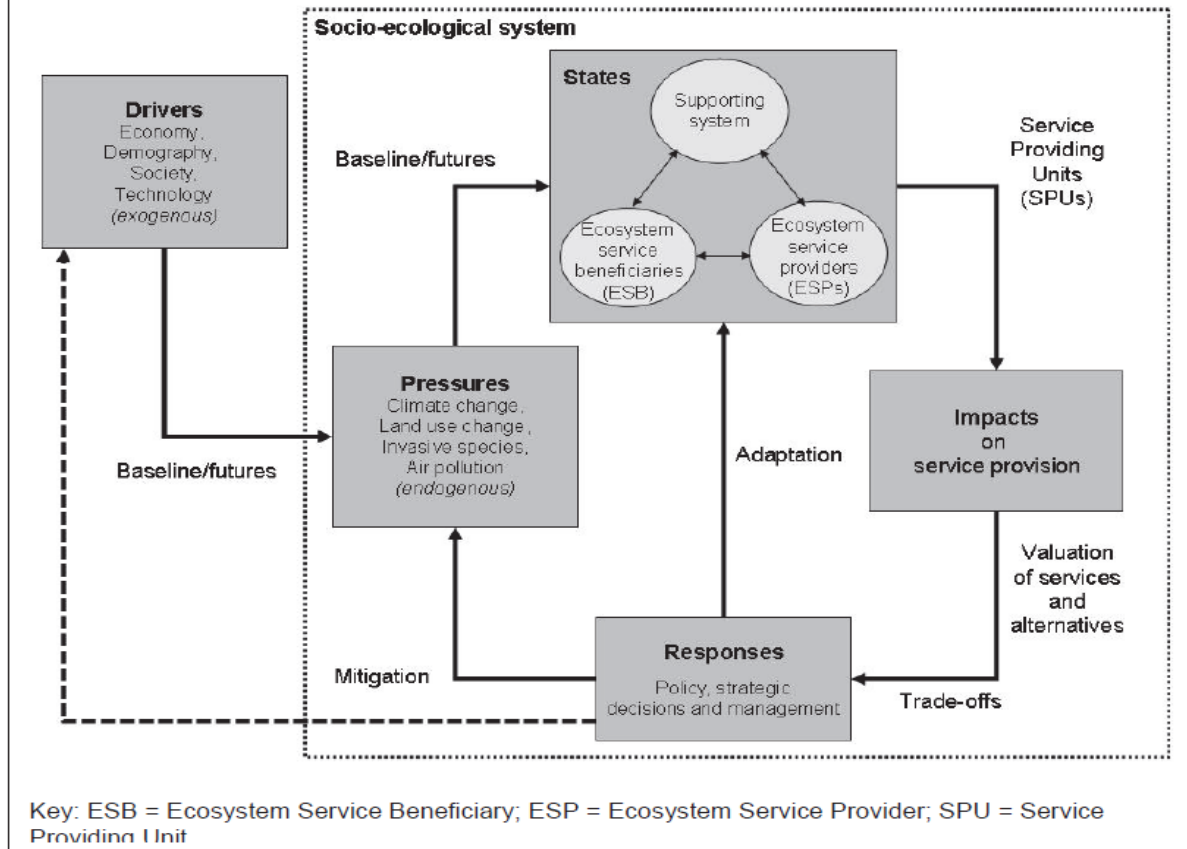 Socio-ecological system
Drivers
Economy,
Demography,
Society,
Technology
(exogenous)
States
Supporting
system
Ecosystem
service
beneficiaries
(ESB)
Ecosystem
service
providers
(ESPs)
Baseline/futures
Service
Providing
Units
(SPUs)
Pressures
Climate change,
Land use change,
Invasive species,
Air pollution
(endogenous)
Baseline/futures
Adaptation
Impacts
on
service provision
Valuation
of services
and
alternatives
Mitigation
Responses
Policy, strategic
decisions and management
Trade-offs
Key: ESB = Ecosystem Service Beneficiary; ESP = Ecosystem Service Provider; SPU = Service
Providing Unit